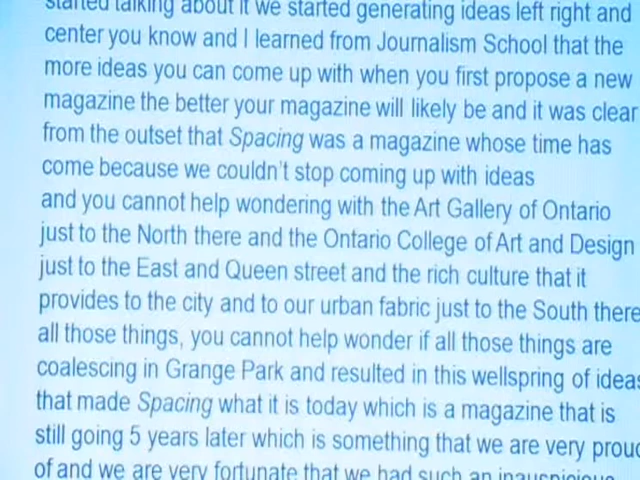 started talking about it we started generating ideas left right and
center you know and I learned from Journalism School that the
more ideas you can come up with when you first propose a new
magazine the better your magazine will likely be and it was clear
from the outset that Spacing was a magazine whose time has
come because we couldn't stop coming up with ideas
and you cannot help wondering with the Art Gallery of Ontario
just to the North there and the Ontario College of Art and Design
just to the East and Queen street and the rich culture that it
provides to the city and to our urban fabric just to the South there
all those things, you cannot help wonder if all those things are
coalescing in Grange Park and resulted in this wellspring of ideas
that made Spacing what it is today which is a magazine that is
still going 5 years later which is something that we are very proud
of and we are very fortunate that we had such an inauspicious